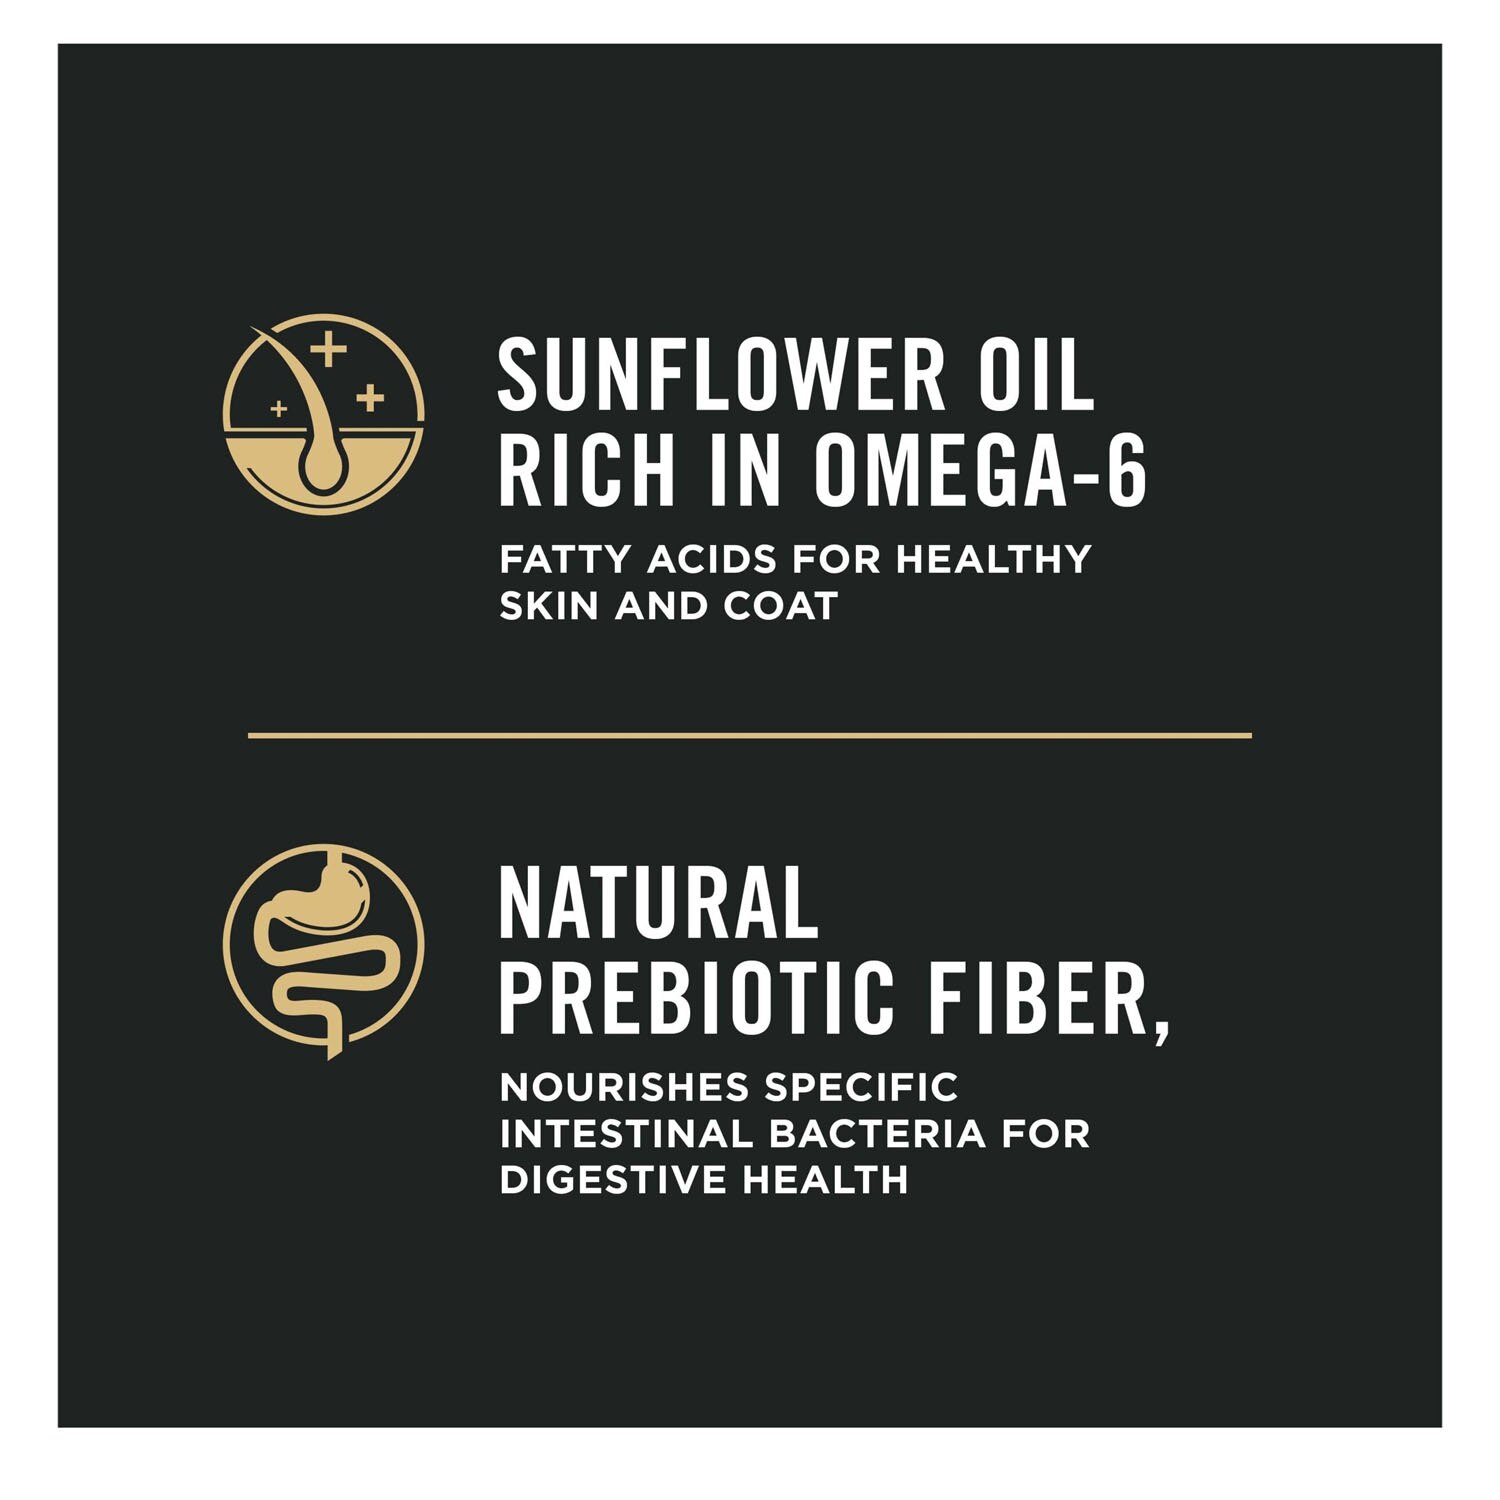 SUNFLOWER OIL
RICH IN OMEGA-6
FATTY ACIDS FOR HEALTHY
SKIN AND COAT
NATURAL
PREBIOTIC FIBER,
NOURISHES SPECIFIC
INTESTINAL BACTERIA FOR
DIGESTIVE HEALTH